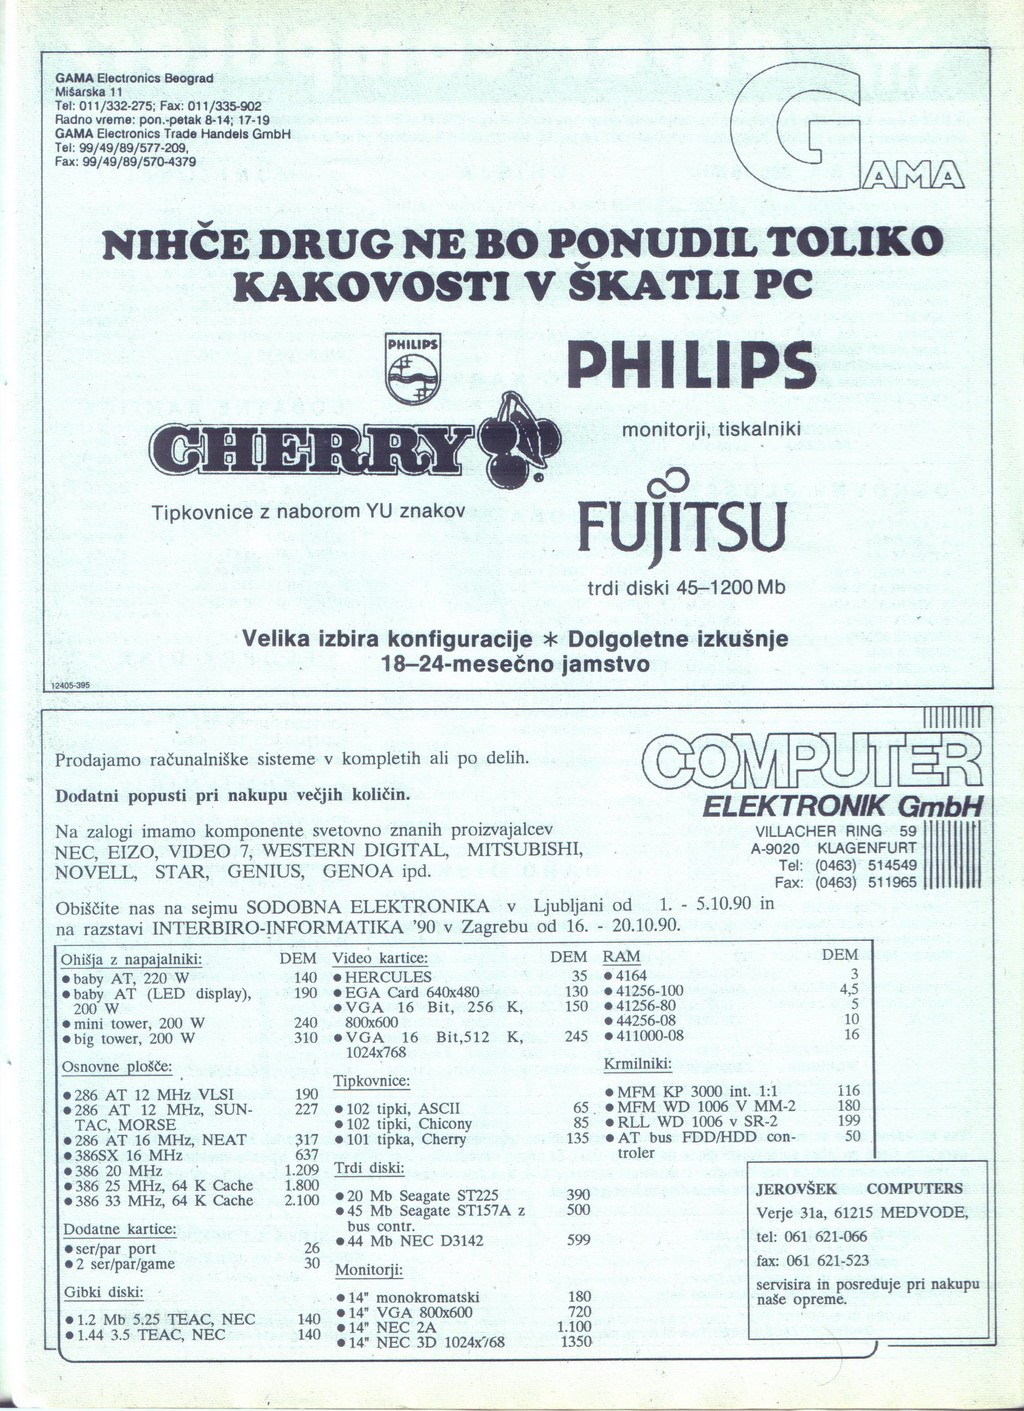 GAMA Electronics Beograd
Mišarska 11
Tel: 011/332-275; Fax: 011/335-902
Radno vreme: pon.-petak 8-14; 17-19
GAMA Electronics Trade Handels GmbH
Tel: 99/49/89/577-209,
Fax: 99/49/89/570-4379
GAMA
NIHČE DRUG NE BO PONUDIL TOLIKO
KAKOVOSTI V ŠKATLI PC
PHILIPS
PHILIPS
monitorji, tiskalniki
CHERRY®
Tipkovnice z naborom YU znakov
FUJITSU
trdi diski 45–1200 Mb
Velika izbira konfiguracije * Dolgoletne izkušnje
18–24-mesečno jamstvo
12405-395
Prodajamo računalniške sisteme v kompletih ali po delih.
Dodatni popusti pri nakupu večjih količin.
Na zalogi imamo komponente svetovno znanih proizvajalcev
NEC, EIZO, VIDEO 7, WESTERN DIGITAL, MITSUBISHI,
NOVELL, STAR, GENIUS, GENOA ipd.
COMPUTER
ELEKTRONIK GmbH
VILLACHER RING 59
A-9020 KLAGENFURT
Tel: (0463) 514549
Fax: (0463) 511965
Obiščite nas na sejmu SODOBNA ELEKTRONIKA v Ljubljani od 1. - 5.10.90 in
na razstavi INTERBIRO-INFORMATIKA '90 v Zagrebu od 16. - 20.10.90.
Ohišja z napajalniki: DEM
• baby AT, 220 W 140
• baby AT (LED display), 190
200 W
• mini tower, 200 W 240
• big tower, 200 W 310
Osnovne plošče:
• 286 AT 12 MHz VLSI 190
• 286 AT 12 MHz, SUN- 227
TAC, MORSE
• 286 AT 16 MHz, NEAT 317
• 386SX 16 MHz 637
• 386 20 MHz 1.209
• 386 25 MHz, 64 K Cache 1.800
• 386 33 MHz, 64 K Cache 2.100
Dodatne kartice:
• ser/par port 26
• 2 ser/par/game 30
Gibki diski:
• 1.2 Mb 5.25 TEAC, NEC 140
• 1.44 3.5 TEAC, NEC 140
Video kartice: DEM
• HERCULES 35
• EGA Card 640x480 130
• VGA 16 Bit, 256 K, 150
800x600
• VGA 16 Bit,512 K, 245
1024x768
Tipkovnice:
• 102 tipki, ASCII 65
• 102 tipki, Chicony 85
• 101 tipka, Cherry 135
Trdi diski:
• 20 Mb Seagate ST225 390
• 45 Mb Seagate ST157A z 500
bus contr.
• 44 Mb NEC D3142 599
Monitorji:
• 14" monokromatski 180
• 14" VGA 800x600 720
• 14" NEC 2A 1.100
• 14" NEC 3D 1024x768 1350
RAM DEM
• 4164 3
• 41256-100 4,5
• 41256-80 5
• 44256-08 10
• 411000-08 16
Krmilniki:
• MFM KP 3000 int. 1:1 116
• MFM WD 1006 V MM-2 180
• RLL WD 1006 v SR-2 199
• AT bus FDD/HDD con- 50
troler
JEROVŠEK COMPUTERS
Verje 31a, 61215 MEDVODE,
tel: 061 621-066
fax: 061 621-523
servisira in posreduje pri nakupu
naše opreme.